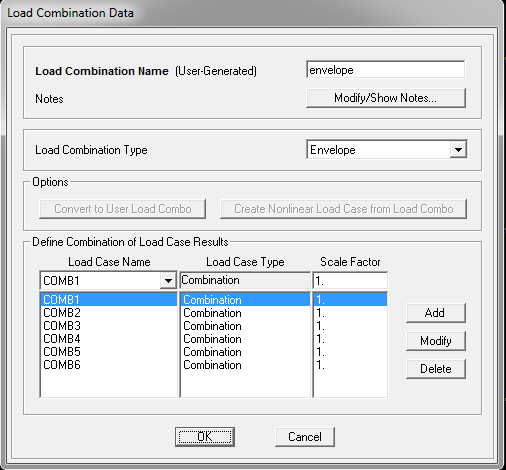 Load Combination Data
Load Combination Name (User-Generated) envelope
Notes Modify/Show Notes...
Load Combination Type Envelope
Options
Convert to User Load Combo Create Nonlinear Load Case from Load Combo
Define Combination of Load Case Results
Load Case Name Load Case Type Scale Factor
COMB1 Combination 1.
COMB1 Combination 1.
COMB2 Combination 1.
COMB3 Combination 1.
COMB4 Combination 1.
COMB5 Combination 1.
COMB6 Combination 1.
Add
Modify
Delete
OK Cancel